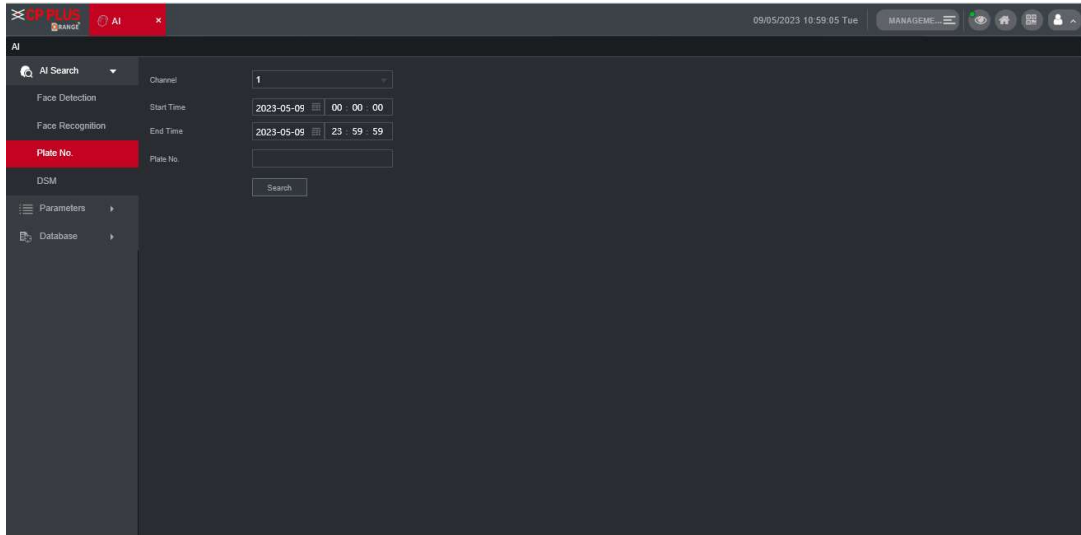 CP PLUS
ORANGE
AI ×
09/05/2023 10:59:05 Tue
MANAGEME...
AI
AI Search
Face Detection
Face Recognition
Plate No.
DSM
Parameters
Database
Channel 1
Start Time 2023-05-09 00 : 00 : 00
End Time 2023-05-09 23 : 59 : 59
Plate No.
Search